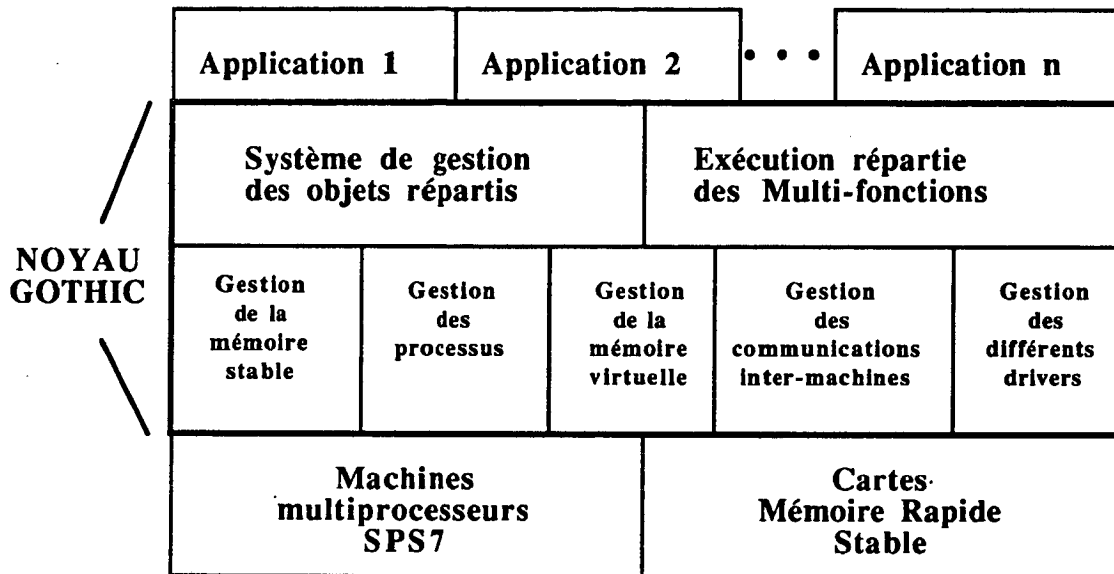 Application 1
Application 2
• • •
Application n
Système de gestion
des objets répartis
Exécution répartie
des Multi-fonctions
NOYAU
GOTHIC
Gestion
de la
mémoire
stable
Gestion
des
processus
Gestion
de la
mémoire
virtuelle
Gestion
des
communications
inter-machines
Gestion
des
différents
drivers
Machines
multiprocesseurs
SPS7
Cartes
Mémoire Rapide
Stable